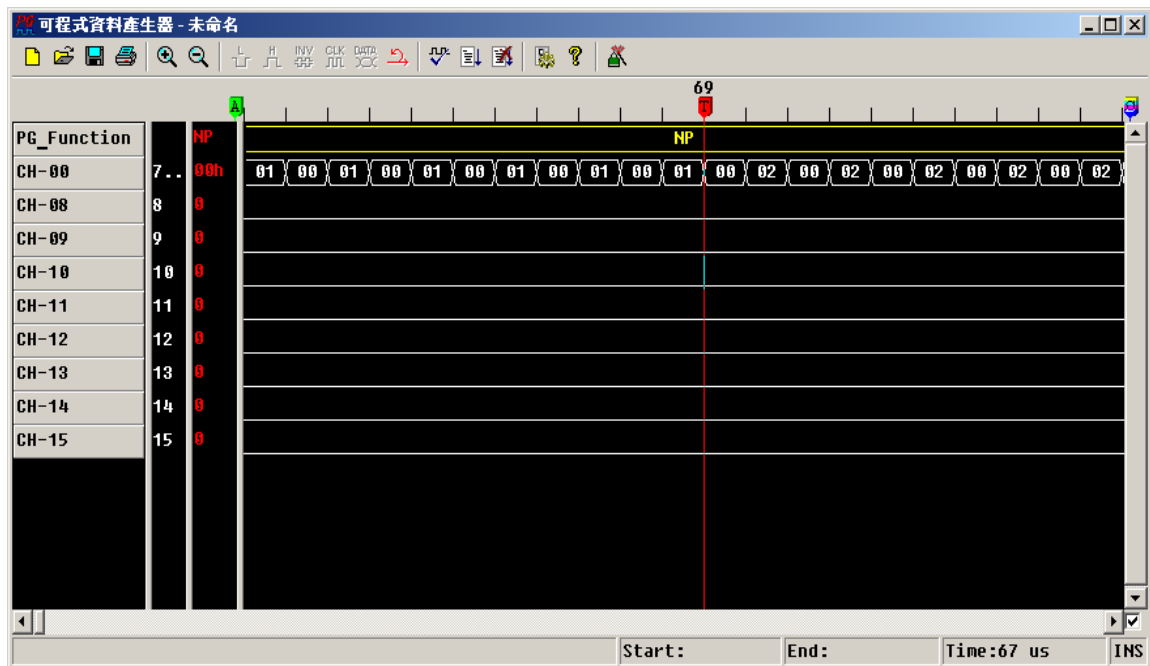 PG 可程式資料產生器 - 未命名
L H INV CLK DATA
69
A T
PG_Function NP NP
CH-00 7.. 00h 01 00 01 00 01 00 01 00 01 00 01 00 02 00 02 00 02 00 02 00 02
CH-08 8 0
CH-09 9 0
CH-10 10 0
CH-11 11 0
CH-12 12 0
CH-13 13 0
CH-14 14 0
CH-15 15 0
Start: End: Time:67 us INS